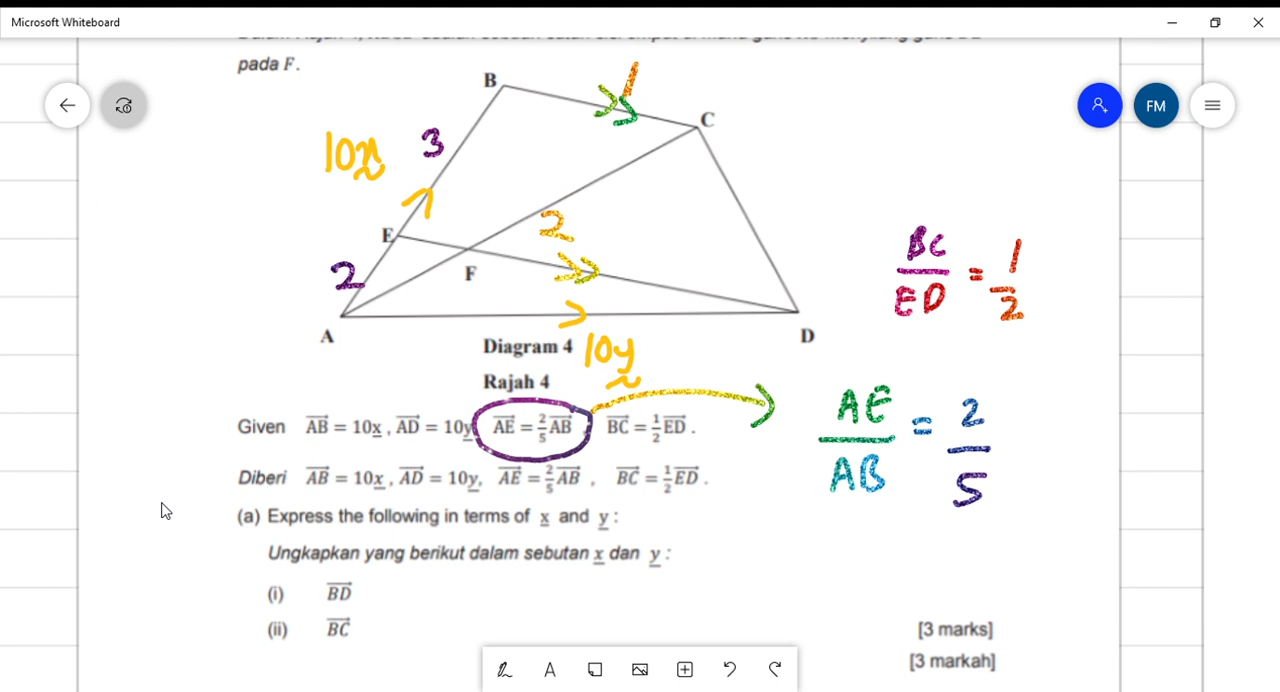 Microsoft Whiteboard
pada F.
B
1
C
10x
3
FM
E
2
F
2
BC/ED = 1/2
A
D
Diagram 4
10y
Rajah 4
Given AB = 10x , AD = 10y AE = 2/5 AB , BC = 1/2 ED .
AE/AB = 2/5
Diberi AB = 10x , AD = 10y, AE = 2/5 AB , BC = 1/2 ED .
(a) Express the following in terms of x and y :
Ungkapkan yang berikut dalam sebutan x dan y :
(i) BD
(ii) BC
[3 marks]
[3 markah]
A